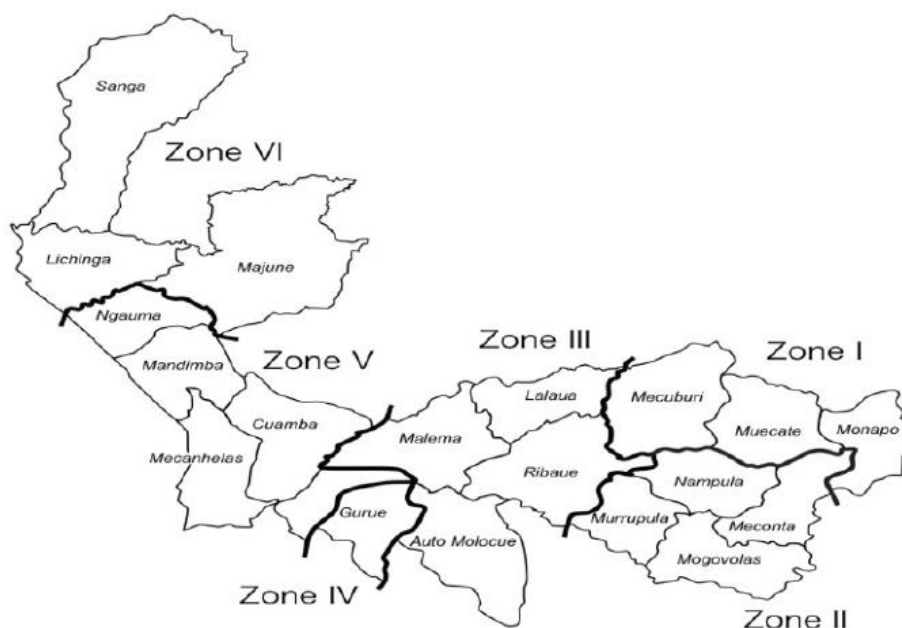 Sanga
Zone VI
Lichinga
Majune
Ngauma
Zone III
Zone I
Mandimba
Zone V
Lalaua
Mecuburi
Cuamba
Malema
Muecate
Monapo
Mecanhelas
Ribaue
Nampula
Gurue
Murrupula
Meconta
Auto Molocue
Mogovolas
Zone IV
Zone II